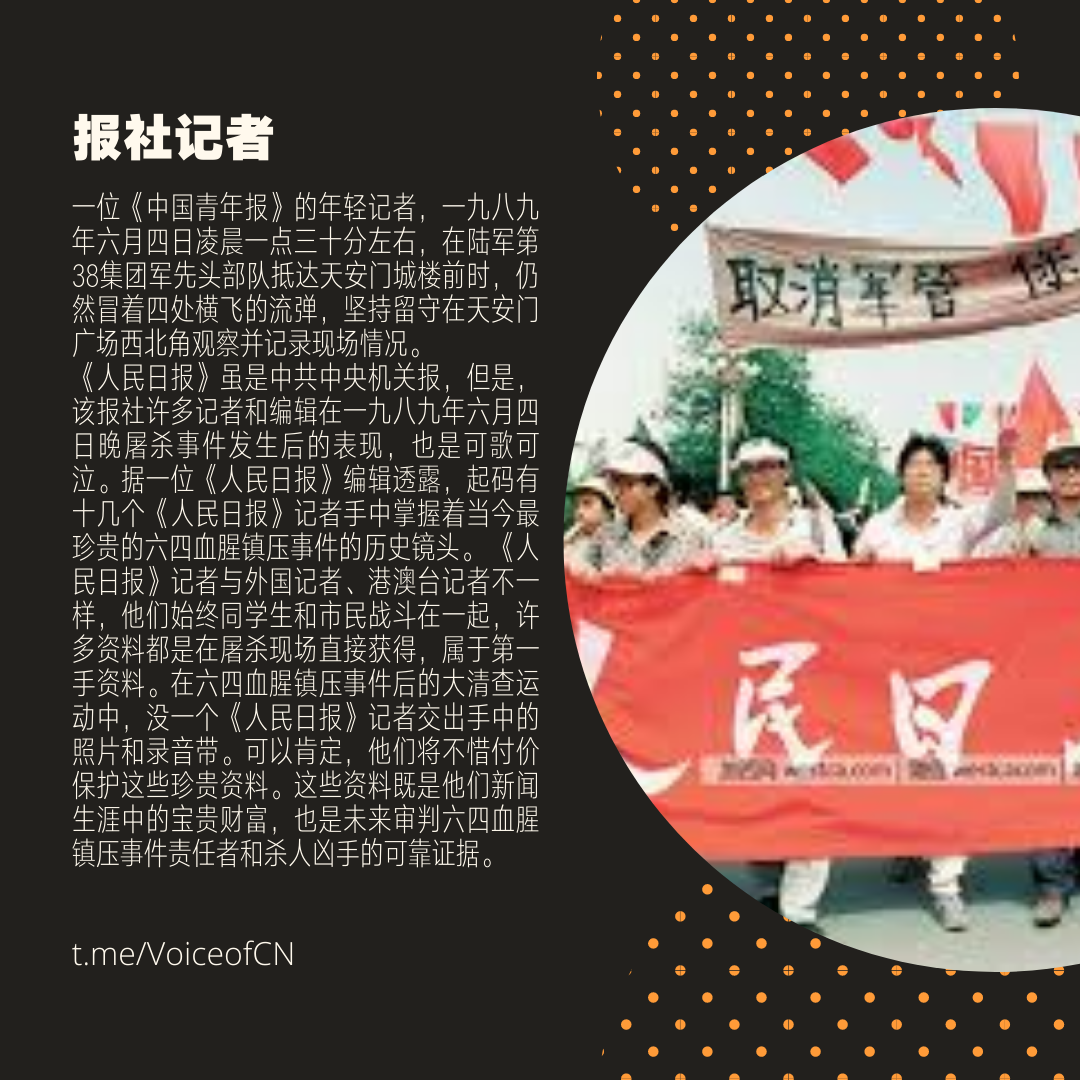 报社记者
一位《中国青年报》的年轻记者，一九八九
年六月四日凌晨一点三十分左右，在陆军第
38集团军先头部队抵达天安门城楼前时，仍
然冒着四处横飞的流弹，坚持留守在天安门
广场西北角观察并记录现场情况。
《人民日报》虽是中共中央机关报，但是，
该报社许多记者和编辑在一九八九年六月四
日晚屠杀事件发生后的表现，也是可歌可
泣。据一位《人民日报》编辑透露，起码有
十几个《人民日报》记者手中掌握着当今最
珍贵的六四血腥镇压事件的历史镜头。《人
民日报》记者与外国记者、港澳台记者不一
样，他们始终同学生和市民战斗在一起，许
多资料都是在屠杀现场直接获得，属于第一
手资料。在六四血腥镇压事件后的大清查运
动中，没一个《人民日报》记者交出手中的
照片和录音带。可以肯定，他们将不惜付价
保护这些珍贵资料。这些资料既是他们新闻
生涯中的宝贵财富，也是未来审判六四血腥
镇压事件责任者和杀人凶手的可靠证据。
t.me/VoiceofCN
取消军管
民日
westca.com westca.com